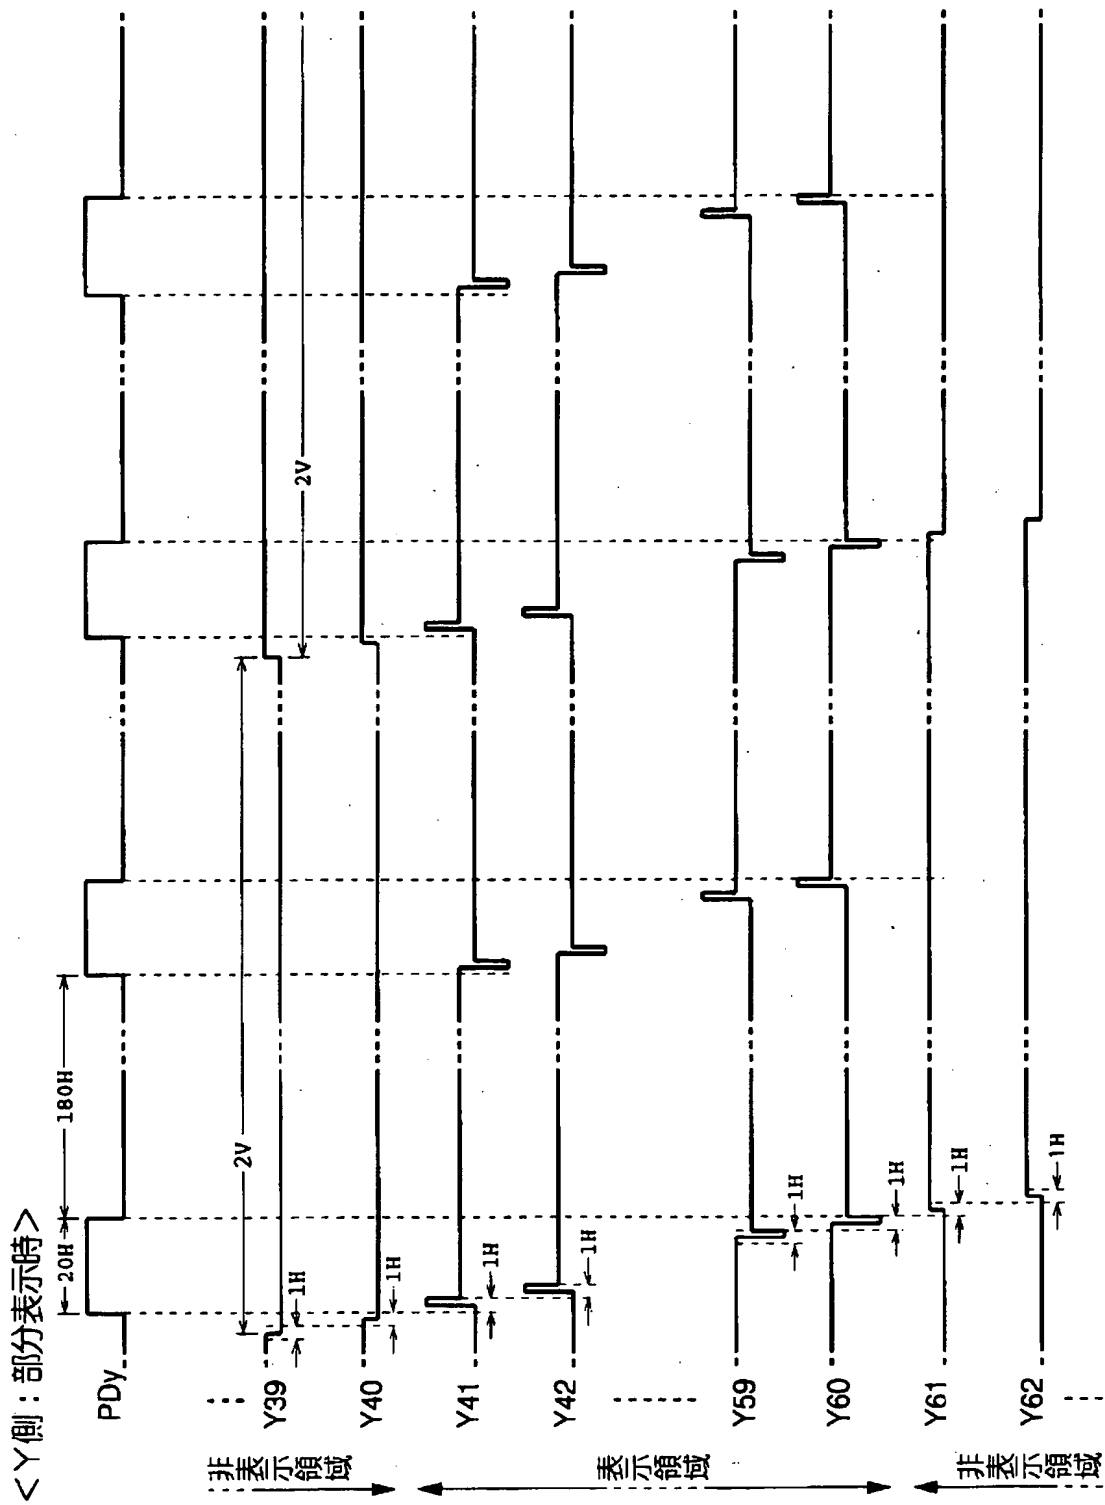 <Y側:部分表示時>
PDy
20H
180H
2V
2V
Y39
1H
Y40
1H
Y41
1H
Y42
1H
Y59
1H
Y60
1H
Y61
1H
Y62
1H
非表示領域
表示領域
非表示領域